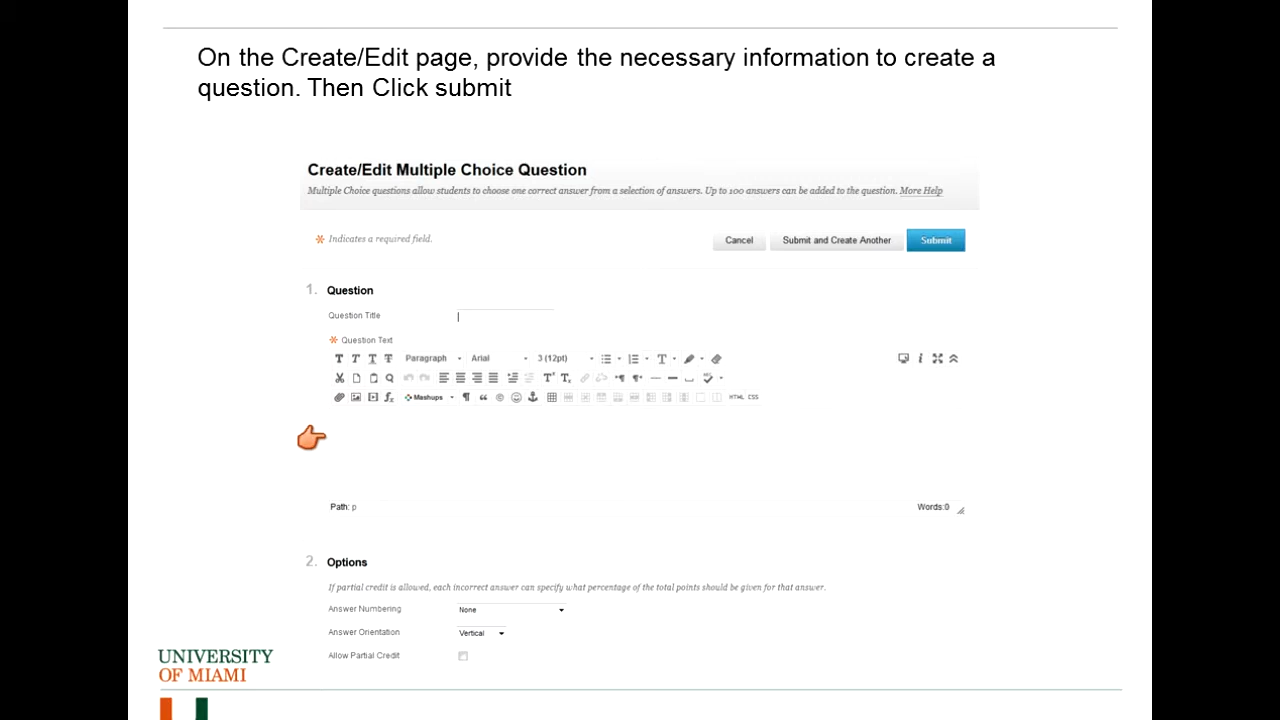 On the Create/Edit page, provide the necessary information to create a
question. Then Click submit
Create/Edit Multiple Choice Question
Multiple Choice questions allow students to choose one correct answer from a selection of answers. Up to 100 answers can be added to the question. More Help
Indicates a required field.
Cancel Submit and Create Another Submit
1. Question
Question Title
Question Text
Paragraph Arial 3 (12pt)
Mashups HTML CSS
Path: p Words:0
2. Options
If partial credit is allowed, each incorrect answer can specify what percentage of the total points should be given for that answer.
Answer Numbering None
Answer Orientation Vertical
Allow Partial Credit
UNIVERSITY
OF MIAMI